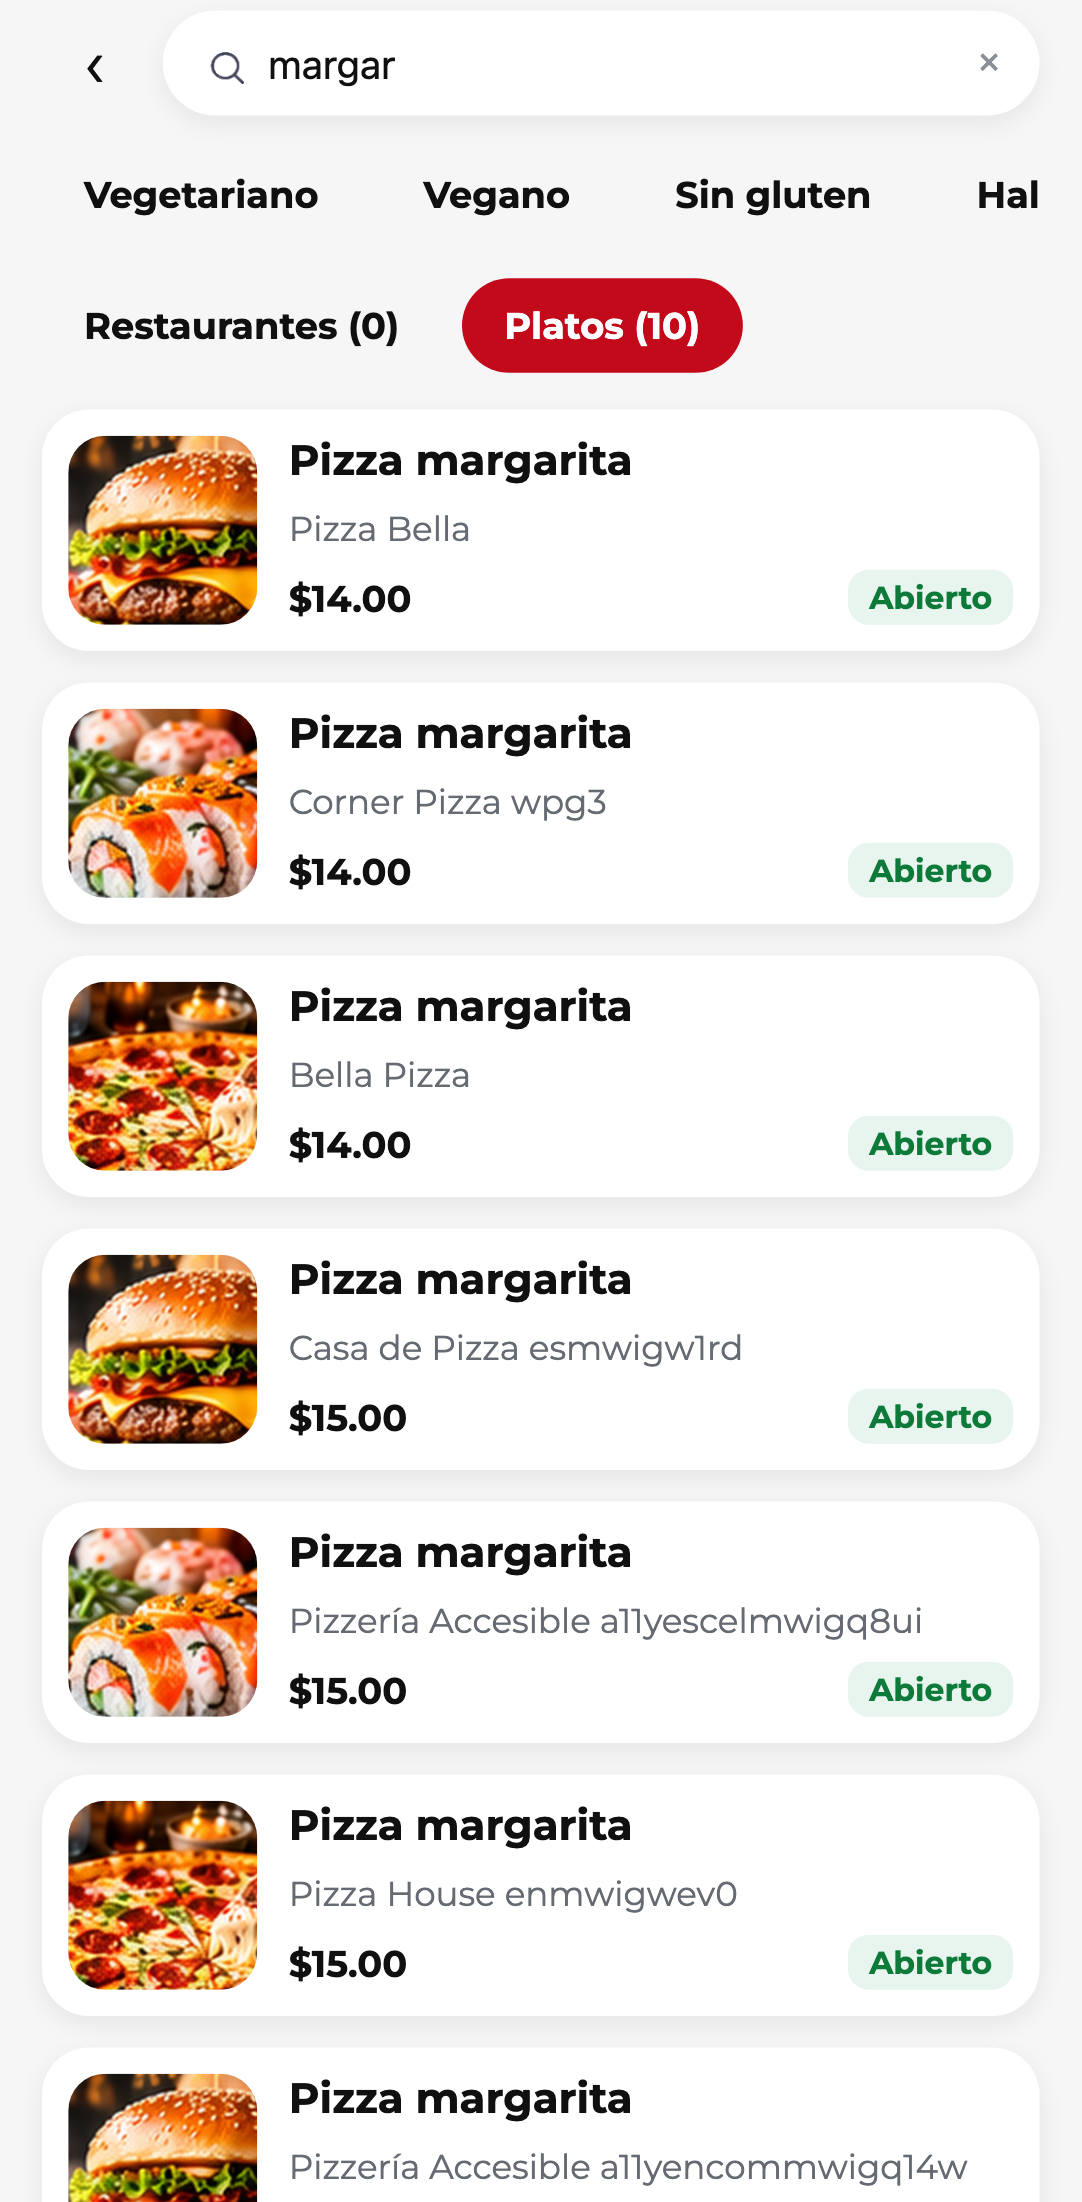 margar
Vegetariano Vegano Sin gluten Hal
Restaurantes (0) Platos (10)
Pizza margarita
Pizza Bella
$14.00 Abierto
Pizza margarita
Corner Pizza wpg3
$14.00 Abierto
Pizza margarita
Bella Pizza
$14.00 Abierto
Pizza margarita
Casa de Pizza esmwigw1rd
$15.00 Abierto
Pizza margarita
Pizzería Accesible a11yescelmwigq8ui
$15.00 Abierto
Pizza margarita
Pizza House enmwigwev0
$15.00 Abierto
Pizza margarita
Pizzería Accesible a11yencommwigq14w